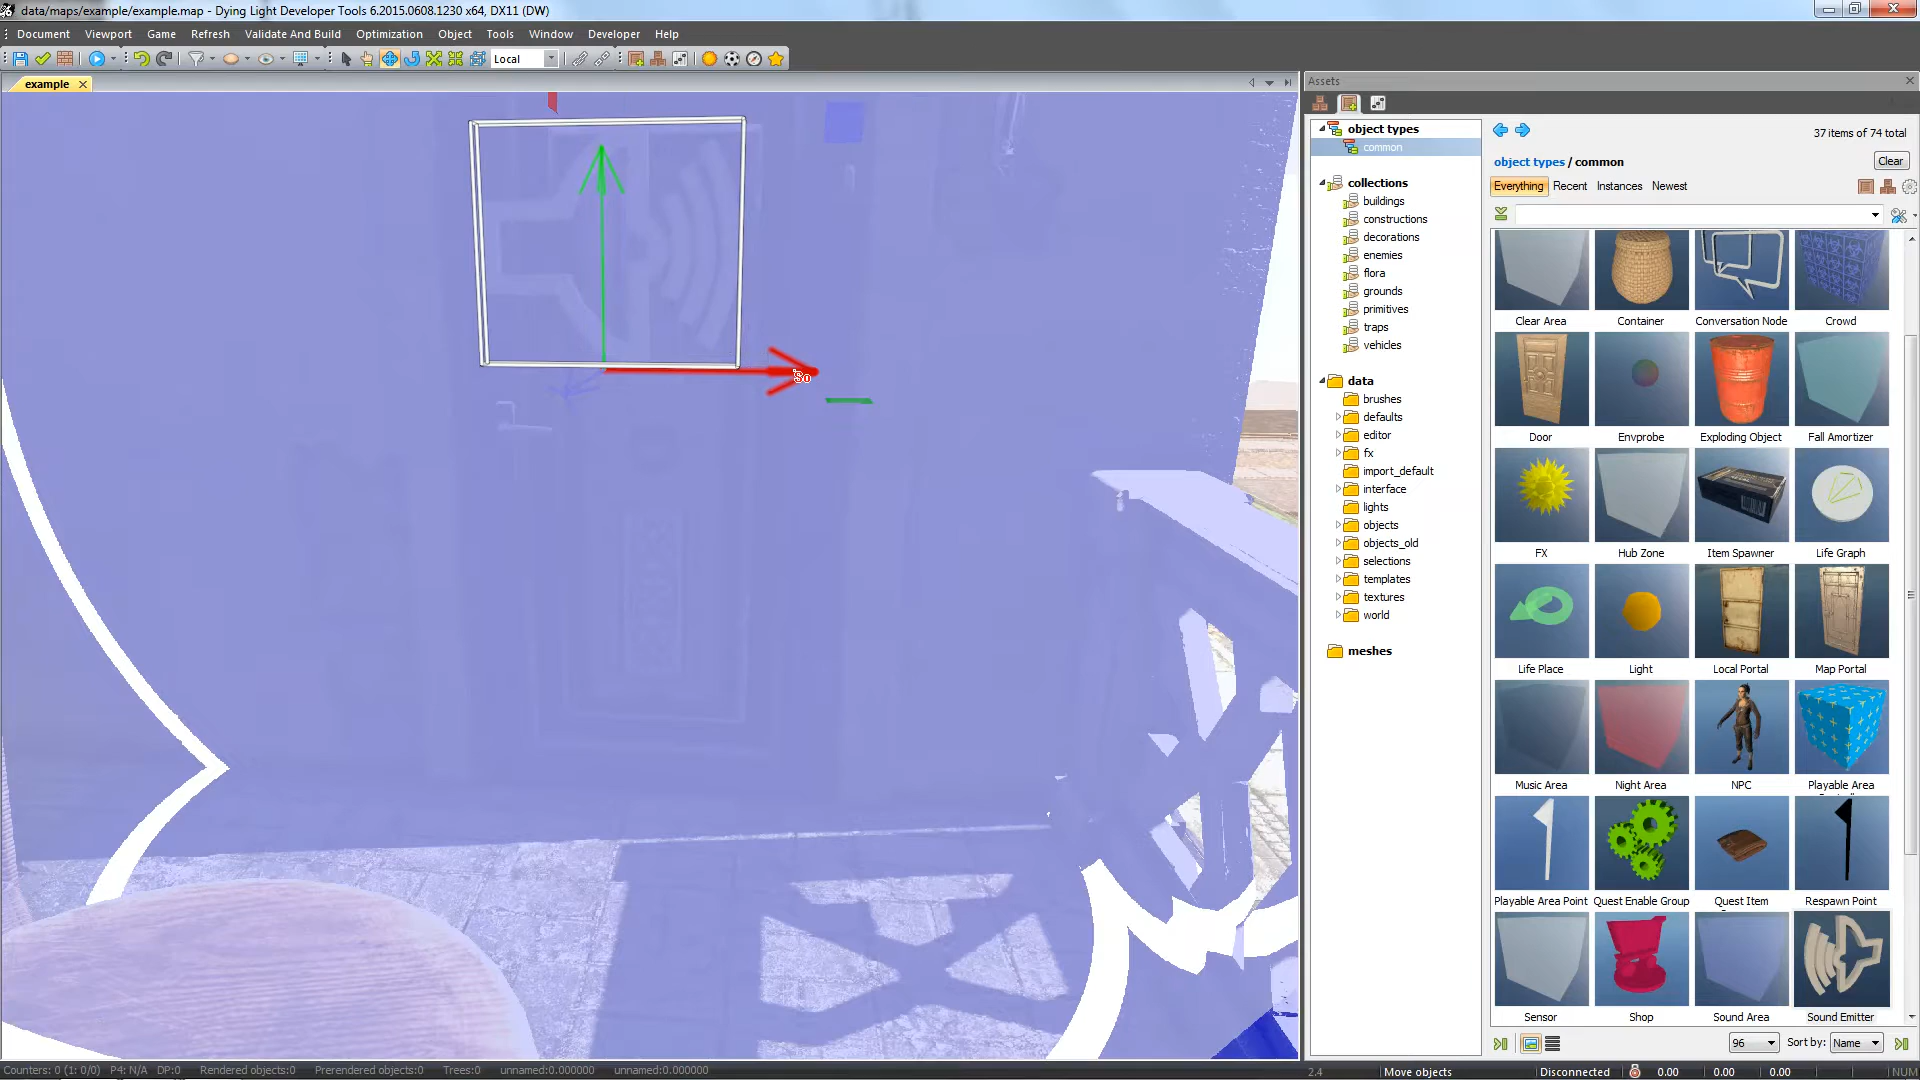 data/maps/example/example.map - Dying Light Developer Tools 6.2015.0608.1230 x64, DX11 (DW)
Document Viewport Game Refresh Validate And Build Optimization Object Tools Window Developer Help
Local
example
Assets
object types
common
collections
buildings
constructions
decorations
enemies
flora
grounds
primitives
traps
vehicles
data
brushes
defaults
editor
fx
import_default
interface
lights
objects
objects_old
selections
templates
textures
world
meshes
37 items of 74 total
object types / common
Clear
Everything Recent Instances Newest
Clear Area Container Conversation Node Crowd
Door Envprobe Exploding Object Fall Amortizer
FX Hub Zone Item Spawner Life Graph
Life Place Light Local Portal Map Portal
Music Area Night Area NPC Playable Area
Playable Area Point Quest Enable Group Quest Item Respawn Point
Sensor Shop Sound Area Sound Emitter
96 Sort by: Name
Counters: 0 (1: 0/0) P4: N/A DP:0 Rendered objects:0 Prerendered objects:0 Trees:0 unnamed:0.000000 unnamed:0.000000
2.4 Move objects Disconnected 0.00 0.00 0.00 NUM